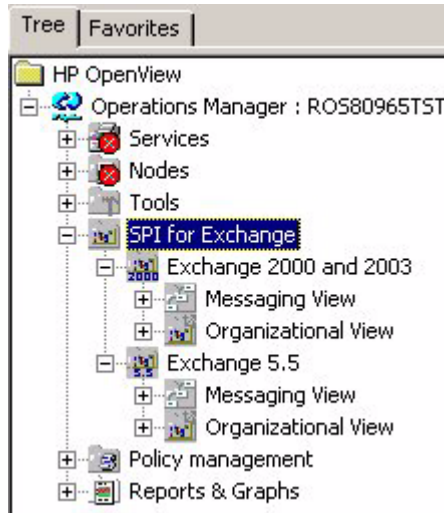 Tree Favorites
HP OpenView
Operations Manager : ROS80965TST
Services
Nodes
Tools
SPI for Exchange
2000 Exchange 2000 and 2003
Messaging View
Organizational View
5.5 Exchange 5.5
Messaging View
Organizational View
Policy management
Reports & Graphs